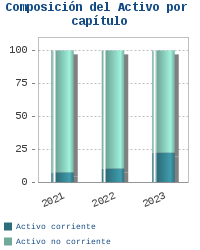 Composición del Activo por
capítulo
100
75
50
25
0
2021
2022
2023
Activo corriente
Activo no corriente